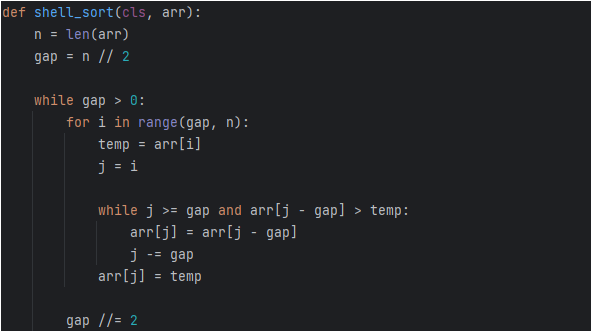 def shell_sort(cls, arr):
    n = len(arr)
    gap = n // 2

    while gap > 0:
        for i in range(gap, n):
            temp = arr[i]
            j = i

            while j >= gap and arr[j - gap] > temp:
                arr[j] = arr[j - gap]
                j -= gap
            arr[j] = temp

        gap //= 2